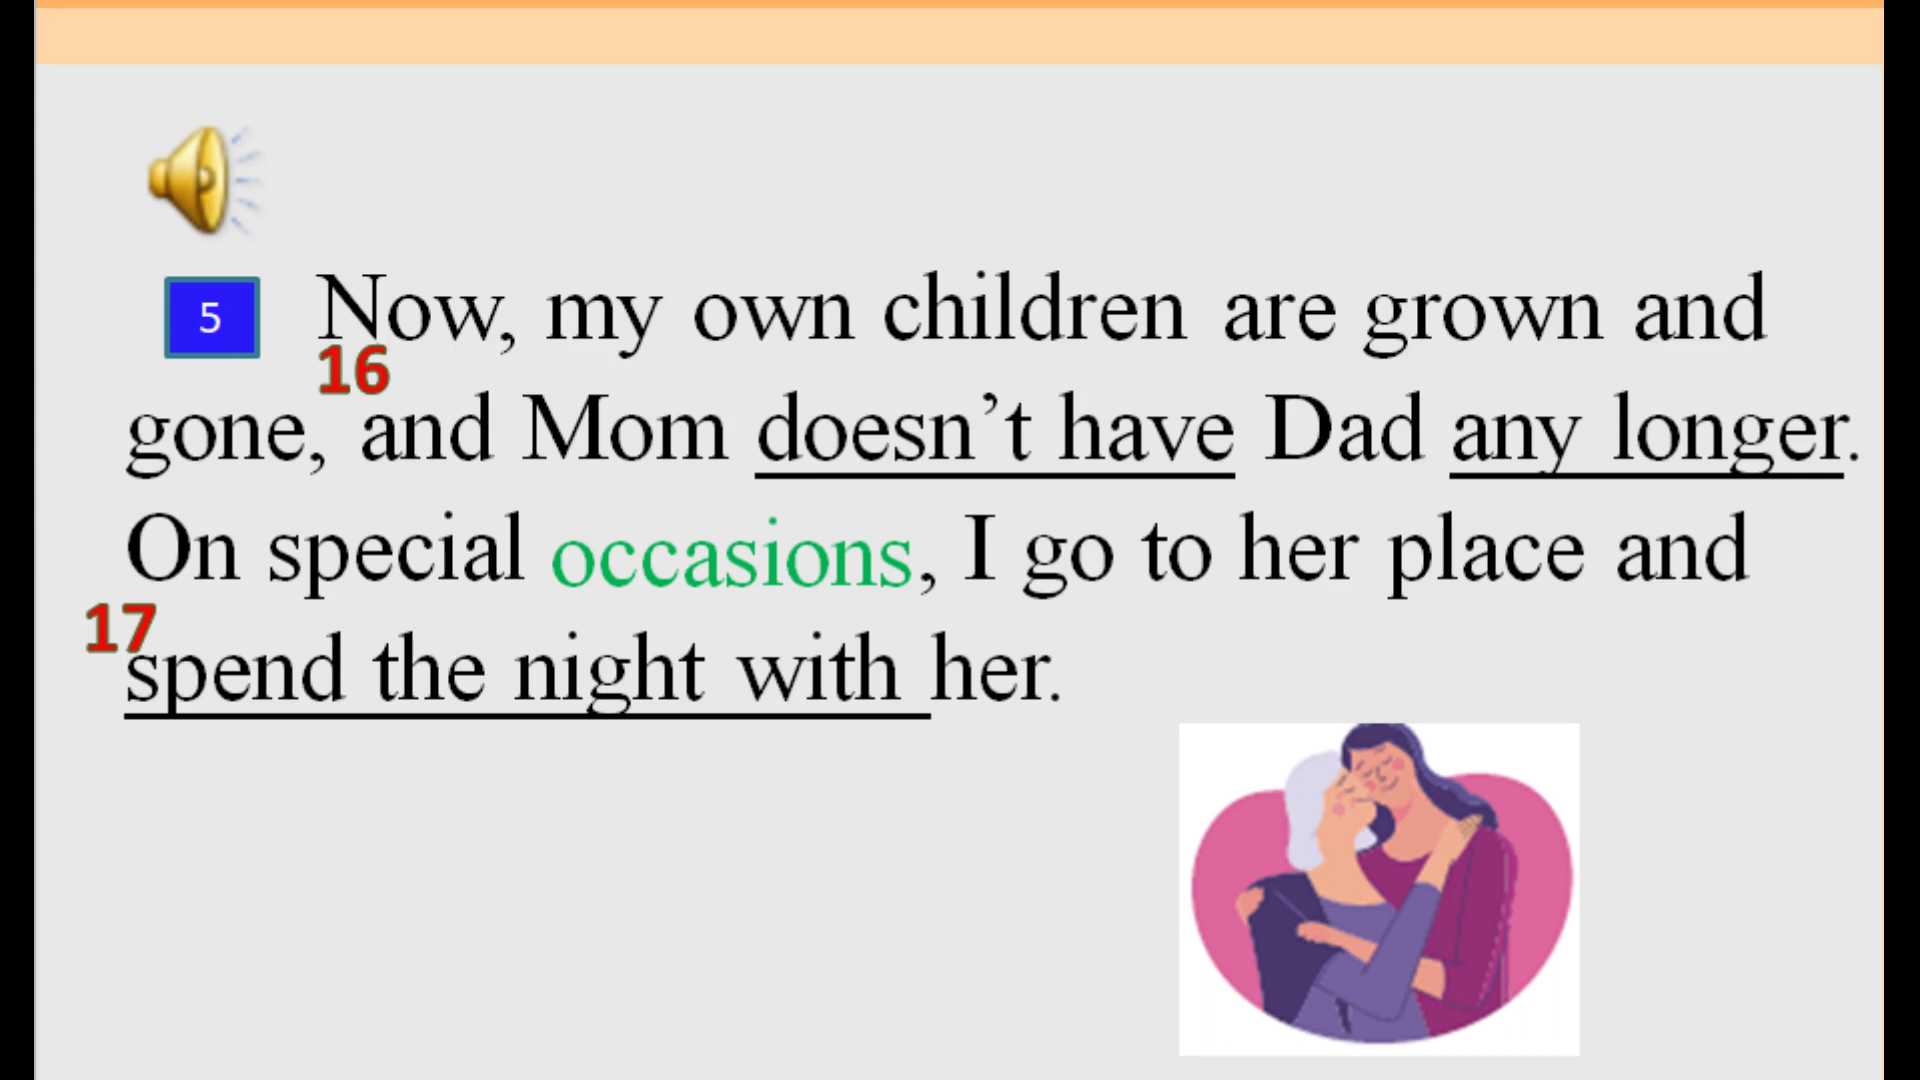 5 Now, my own children are grown and
16
gone, and Mom doesn’t have Dad any longer.
On special occasions, I go to her place and
17
spend the night with her.